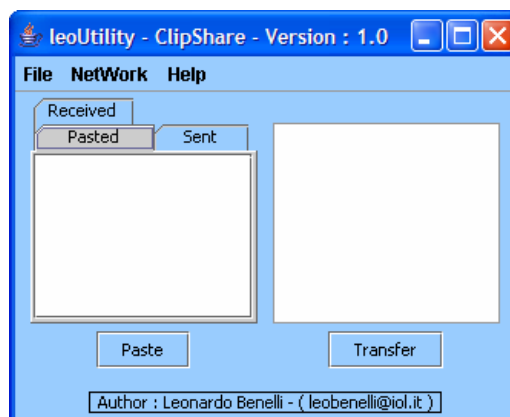 leoUtility - ClipShare - Version : 1.0
File NetWork Help
Received
Pasted Sent
Paste Transfer
Author : Leonardo Benelli - ( leobenelli@iol.it )